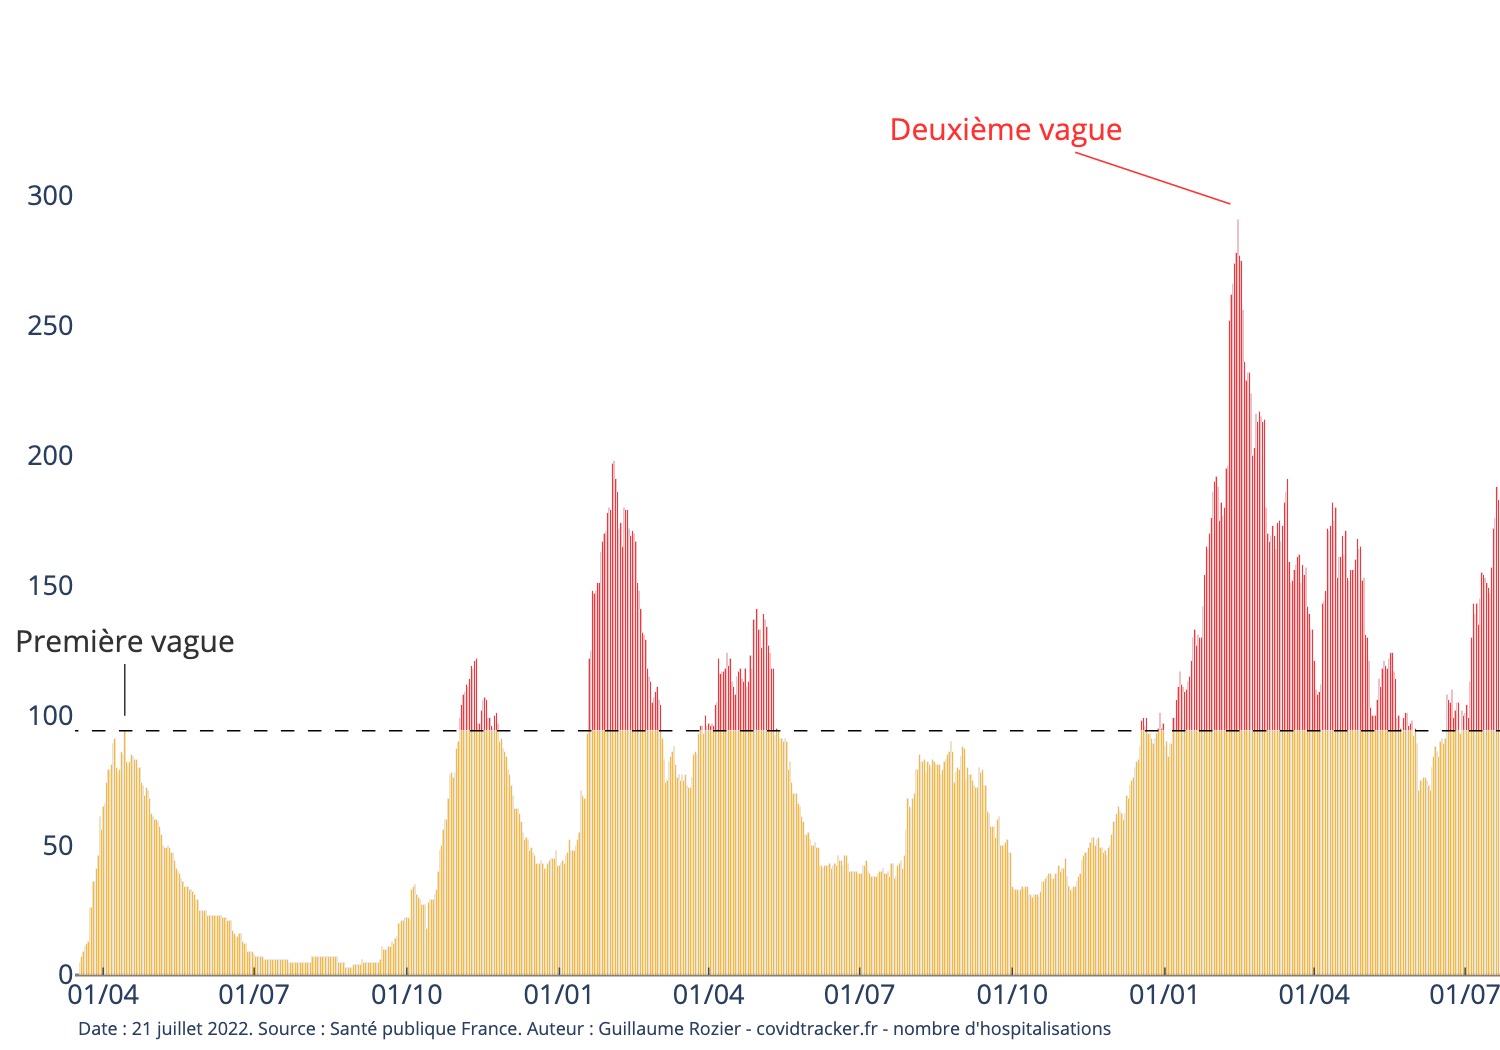 Deuxième vague
300
250
200
150
Première vague
100
50
0
01/04 01/07 01/10 01/01 01/04 01/07 01/10 01/01 01/04 01/07
Date : 21 juillet 2022. Source : Santé publique France. Auteur : Guillaume Rozier - covidtracker.fr - nombre d'hospitalisations